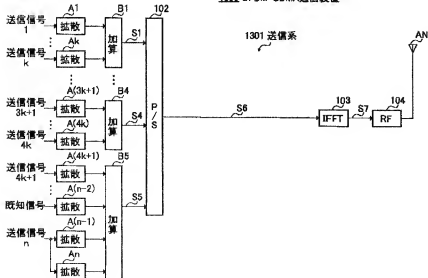 1301 送信系
A1
B1
102
AN
送信信号
1
拡散
加
算
S1
Ak
送信信号
k
拡散
A(3k+1)
B4
送信信号
3k+1
拡散
加
算
S4
P
/
S
S6
103
IFFT
S7
104
RF
A(4k)
送信信号
4k
拡散
A(4k+1)
B5
送信信号
4k+1
拡散
加
算
S5
A(n-2)
既知信号
拡散
A(n-1)
送信信号
n
拡散
An
拡散